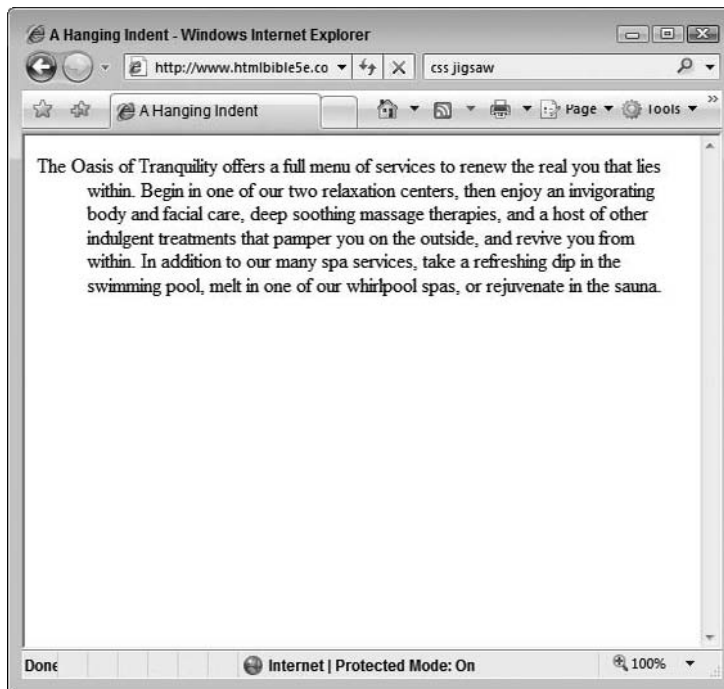 A Hanging Indent - Windows Internet Explorer
http://www.htmlbible5e.co
css jigsaw
A Hanging Indent
Page
Tools
The Oasis of Tranquility offers a full menu of services to renew the real you that lies
within. Begin in one of our two relaxation centers, then enjoy an invigorating
body and facial care, deep soothing massage therapies, and a host of other
indulgent treatments that pamper you on the outside, and revive you from
within. In addition to our many spa services, take a refreshing dip in the
swimming pool, melt in one of our whirlpool spas, or rejuvenate in the sauna.
Done
Internet | Protected Mode: On
100%